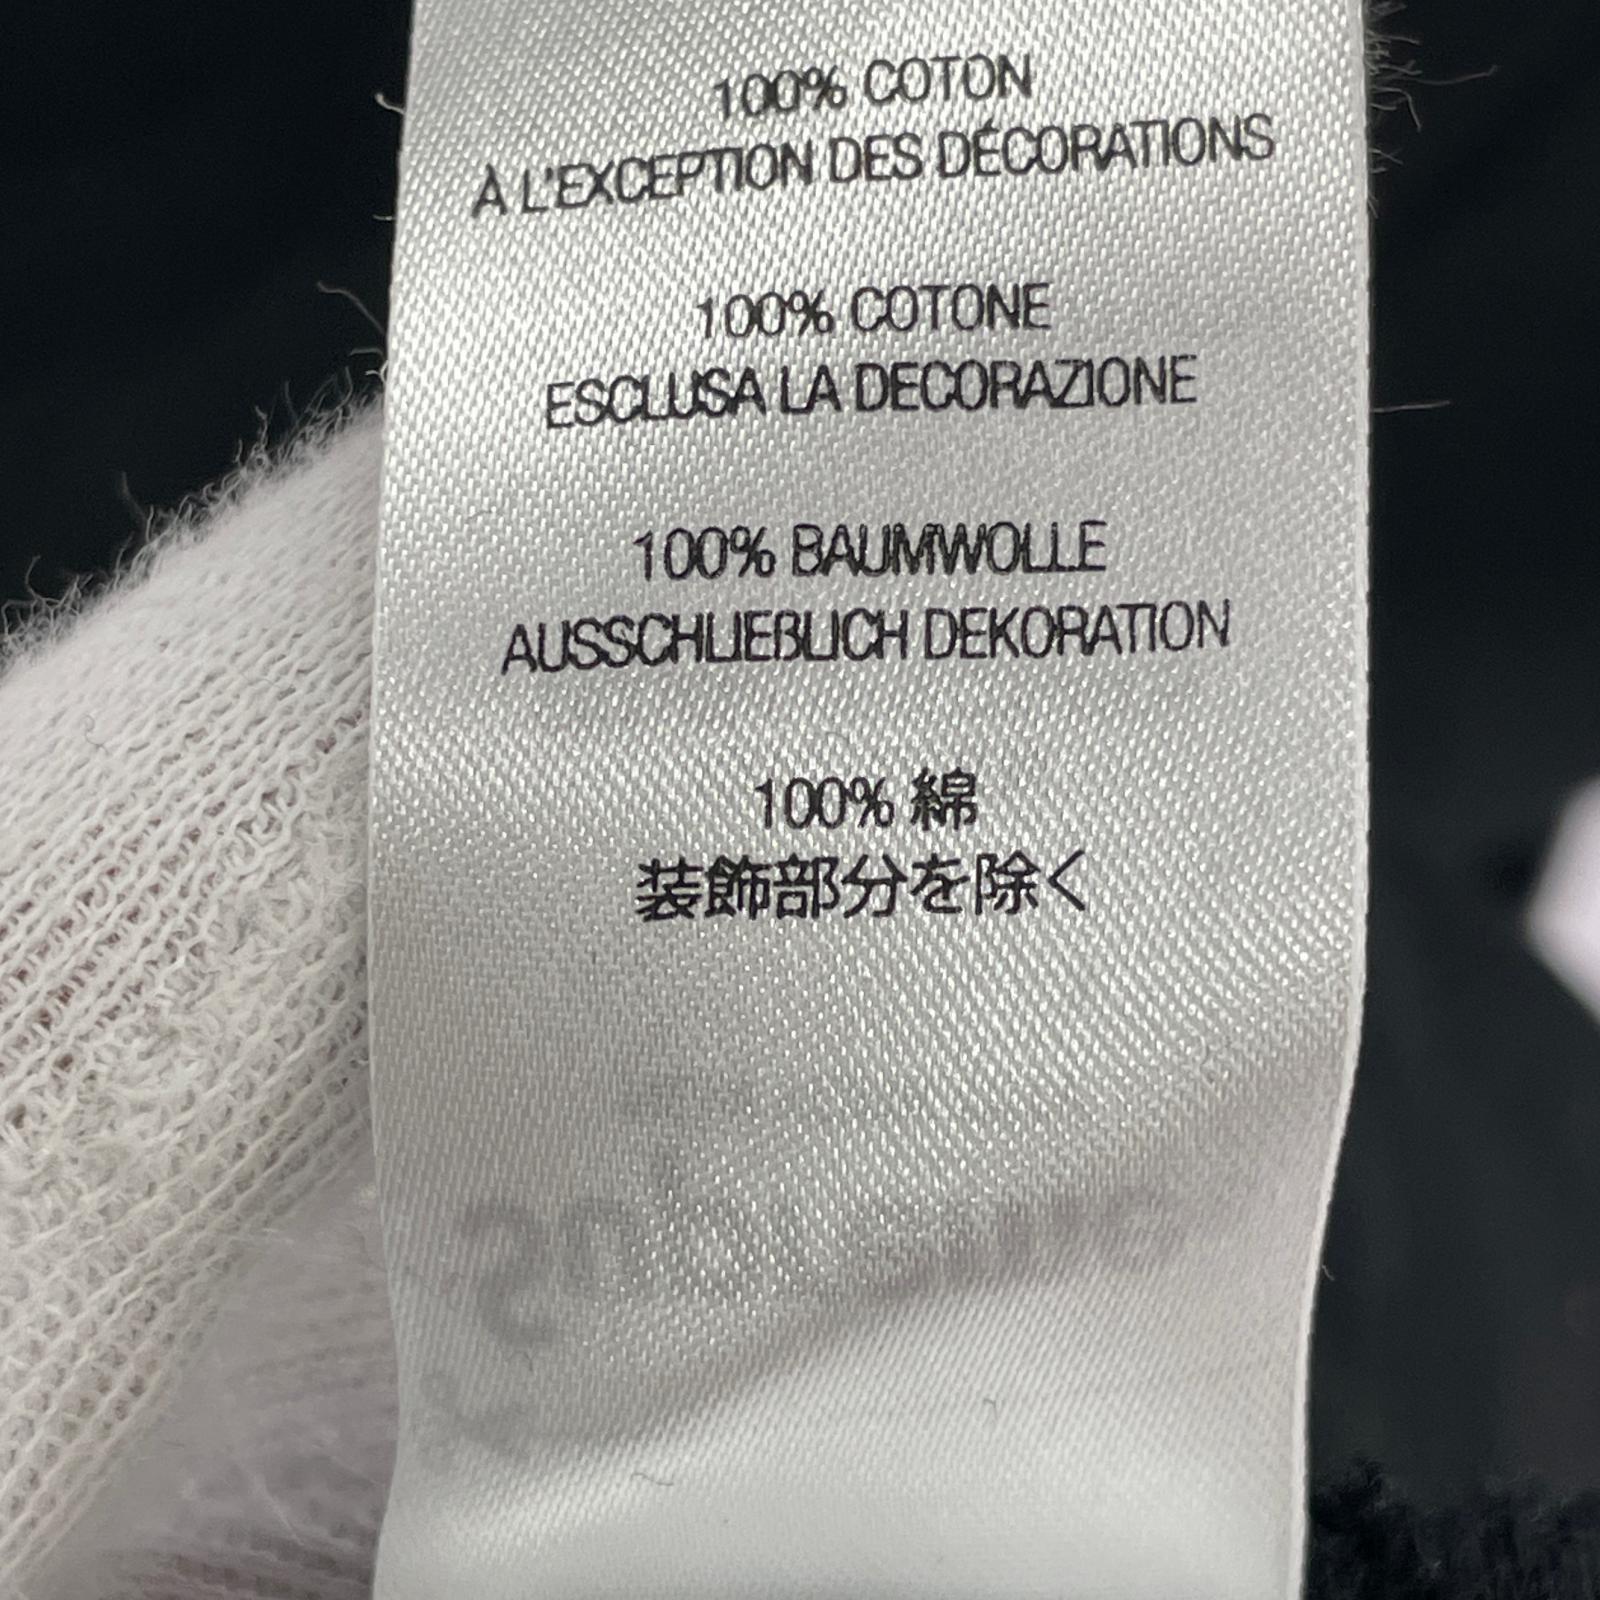 100% COTON
À L'EXCEPTION DES DÉCORATIONS
100% COTONE
ESCLUSA LA DECORAZIONE
100% BAUMWOLLE
AUSSCHLIEBLICH DEKORATION
100% 綿
装飾部分を除く